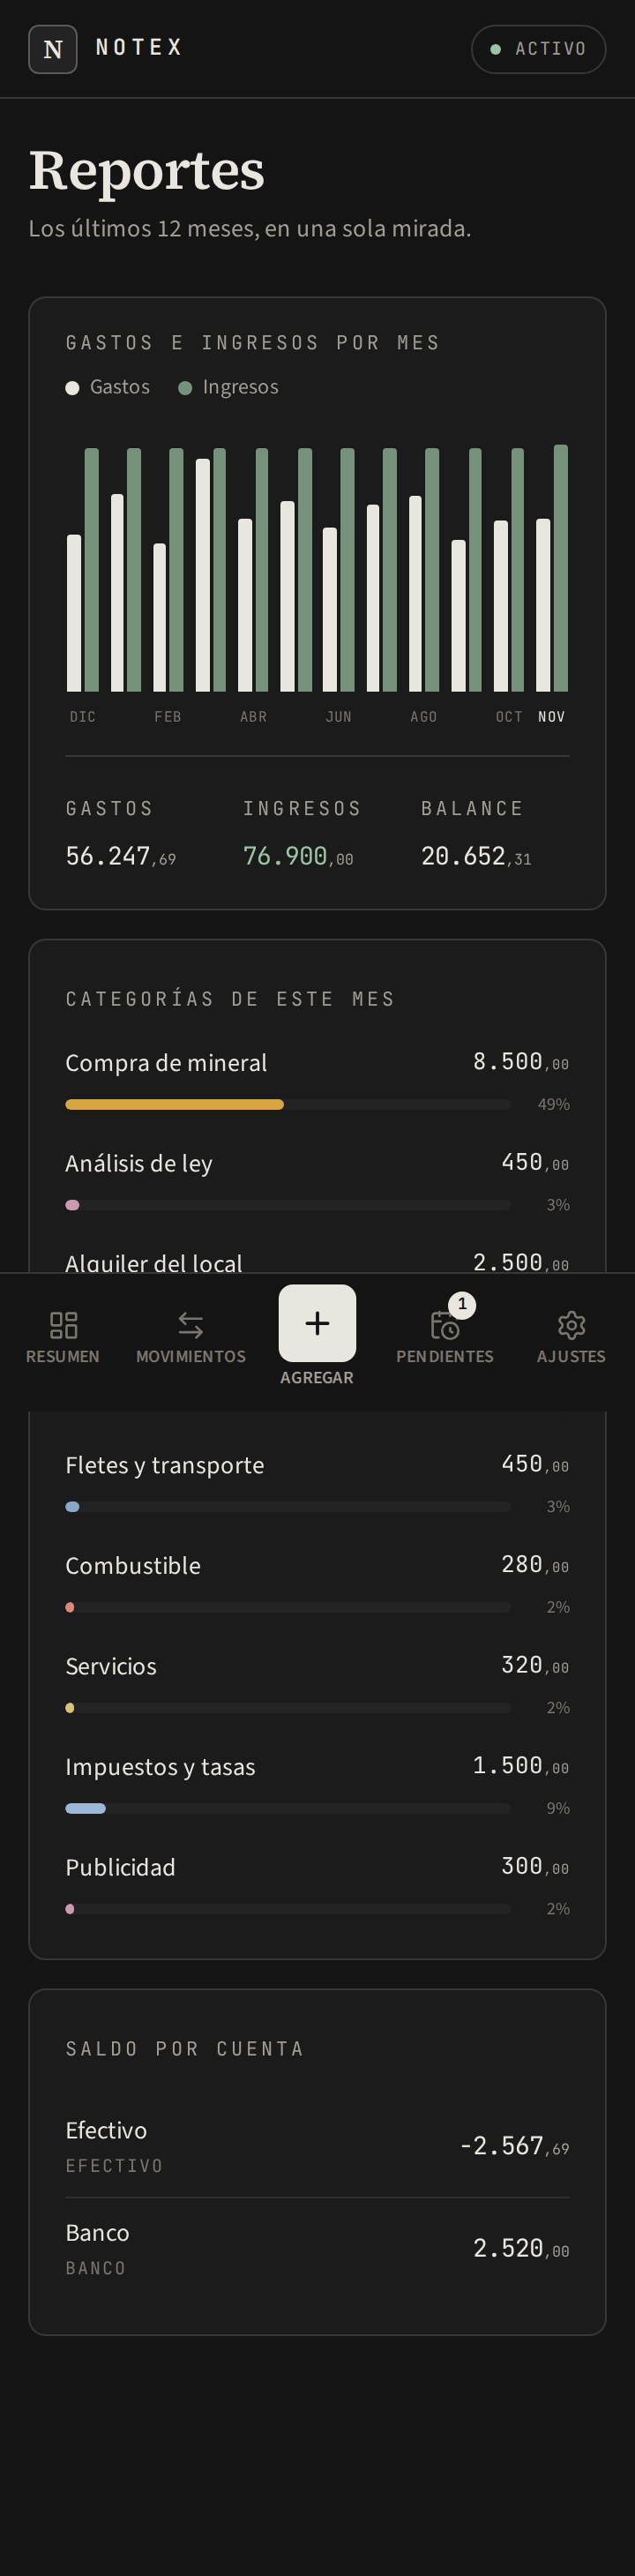 N NOTEX ACTIVO
Reportes
Los últimos 12 meses, en una sola mirada.
GASTOS E INGRESOS POR MES
Gastos Ingresos
DIC FEB ABR JUN AGO OCT NOV
GASTOS INGRESOS BALANCE
56.247,69 76.900,00 20.652,31
CATEGORÍAS DE ESTE MES
Compra de mineral 8.500,00
49%
Análisis de ley 450,00
3%
Alquiler del local 2.500,00
1
RESUMEN MOVIMIENTOS AGREGAR PENDIENTES AJUSTES
Fletes y transporte 450,00
3%
Combustible 280,00
2%
Servicios 320,00
2%
Impuestos y tasas 1.500,00
9%
Publicidad 300,00
2%
SALDO POR CUENTA
Efectivo -2.567,69
EFECTIVO
Banco 2.520,00
BANCO